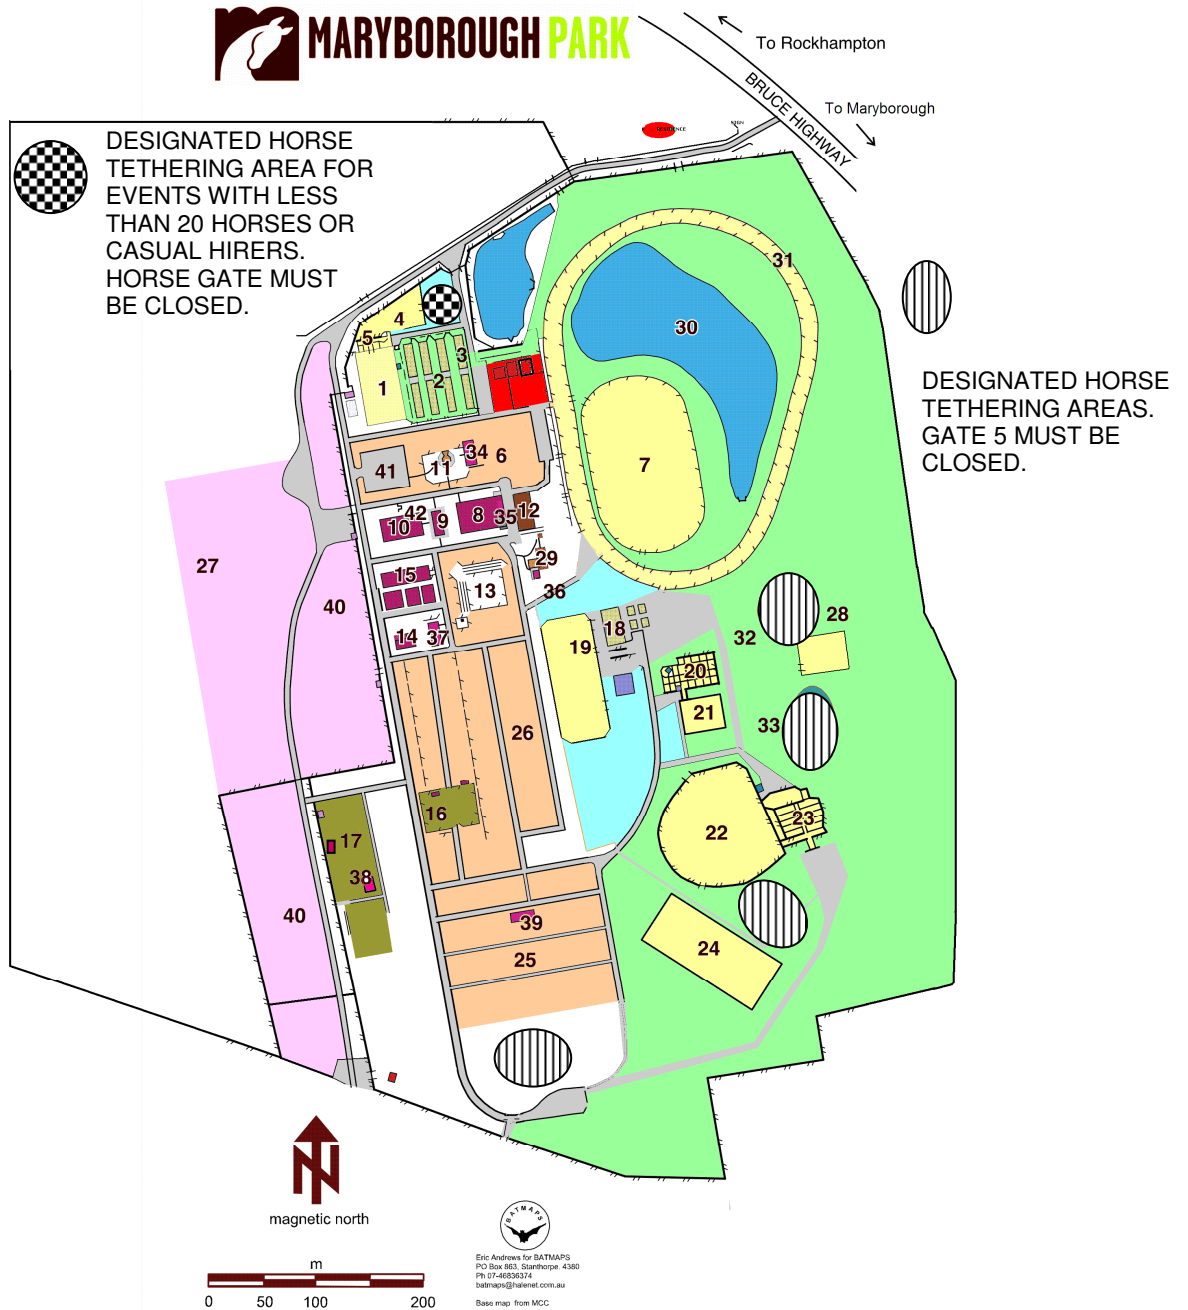 MARYBOROUGH PARK
To Rockhampton
BRUCE HIGHWAY
To Maryborough
SIGN
DESIGNATED HORSE
TETHERING AREA FOR
EVENTS WITH LESS
THAN 20 HORSES OR
CASUAL HIRERS.
HORSE GATE MUST
BE CLOSED.
DESIGNATED HORSE
TETHERING AREAS.
GATE 5 MUST BE
CLOSED.
31
30
4
5
3
2
1
34
6
11
41
7
42
10
9
8
35
12
29
15
13
36
27
40
14
37
18
19
28
32
20
21
33
26
16
17
22
23
38
40
39
24
25
magnetic north
m
0 50 100 200
BATMAPS
Eric Andrews for BATMAPS
PO Box 863, Stanthorpe. 4380
Ph 07-46836374
batmaps@halenet.com.au
Base map from MCC